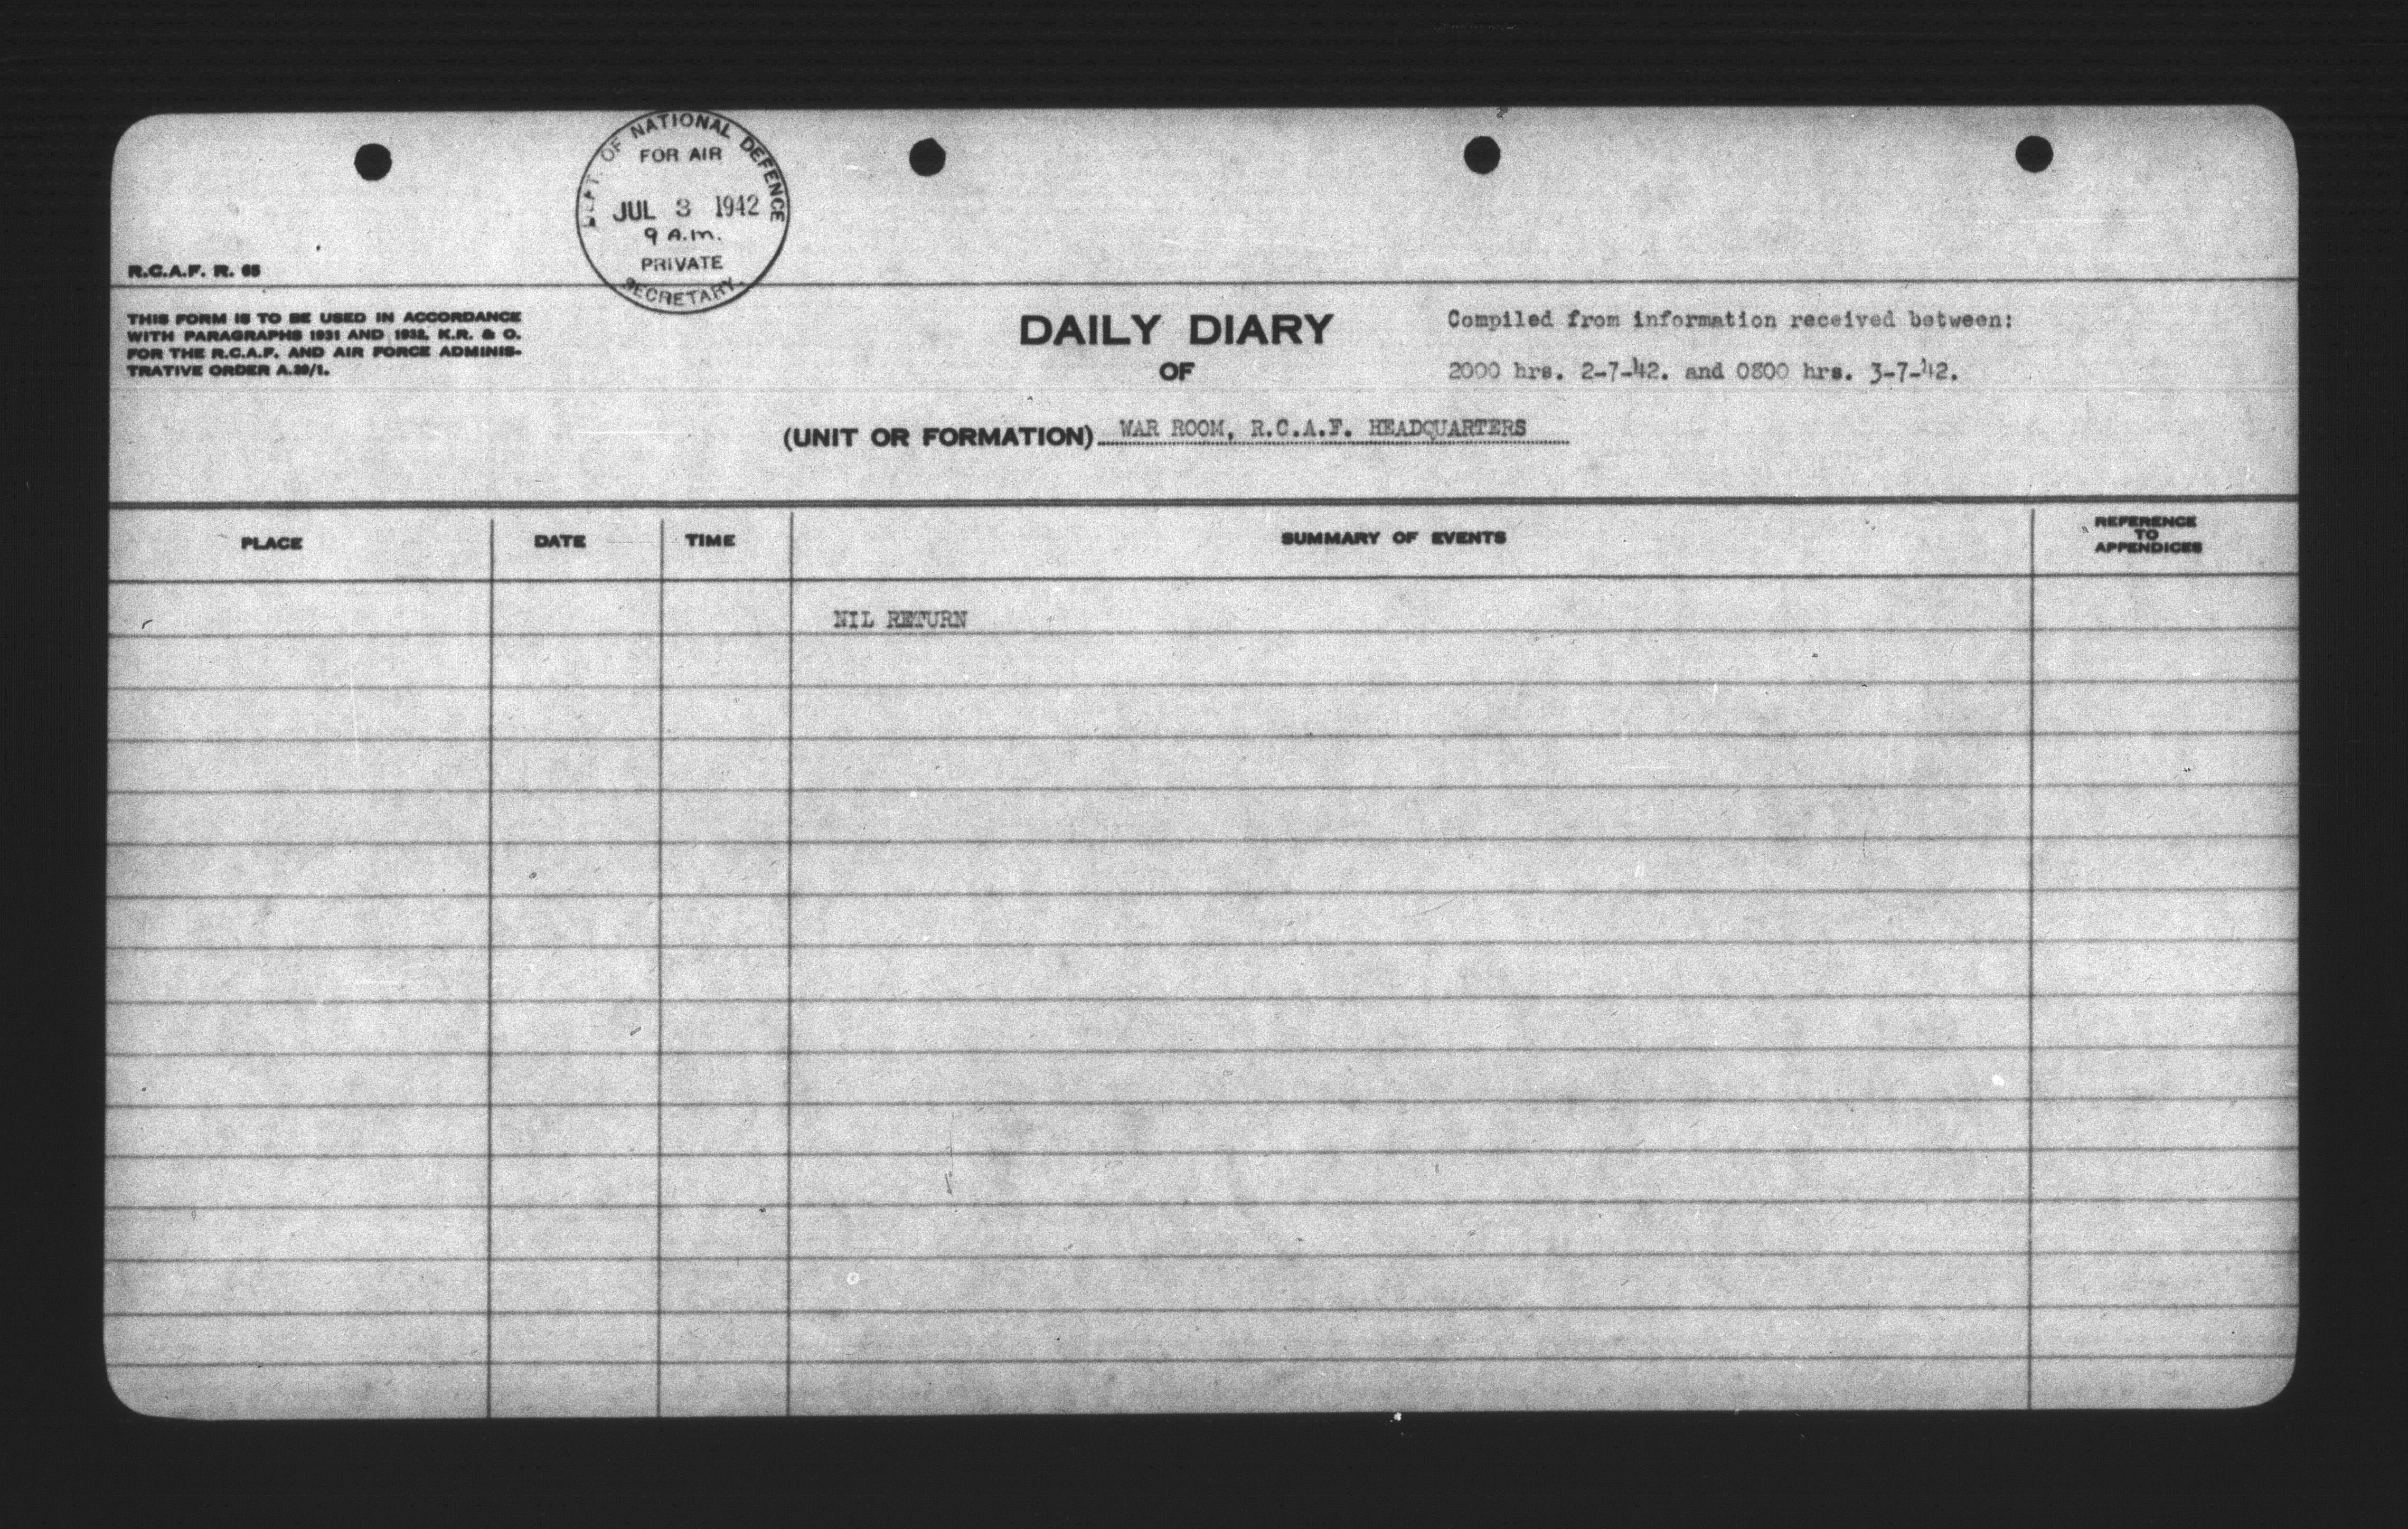 DEPT. OF NATIONAL DEFENCE
FOR AIR
JUL 3 1942
9 A.M.
PRIVATE
SECRETARY
R.C.A.F. R. 65
THIS FORM IS TO BE USED IN ACCORDANCE
WITH PARAGRAPHS 1931 AND 1932, K.R. & O.
FOR THE R.C.A.F. AND AIR FORCE ADMINIS-
TRATIVE ORDER A.39/1.
DAILY DIARY
OF
Compiled from information received between:
2000 hrs. 2-7-42. and 0800 hrs. 3-7-42.
(UNIT OR FORMATION) WAR ROOM, R.C.A.F. HEADQUARTERS
PLACE DATE TIME SUMMARY OF EVENTS REFERENCE
TO
APPENDICES
NIL RETURN